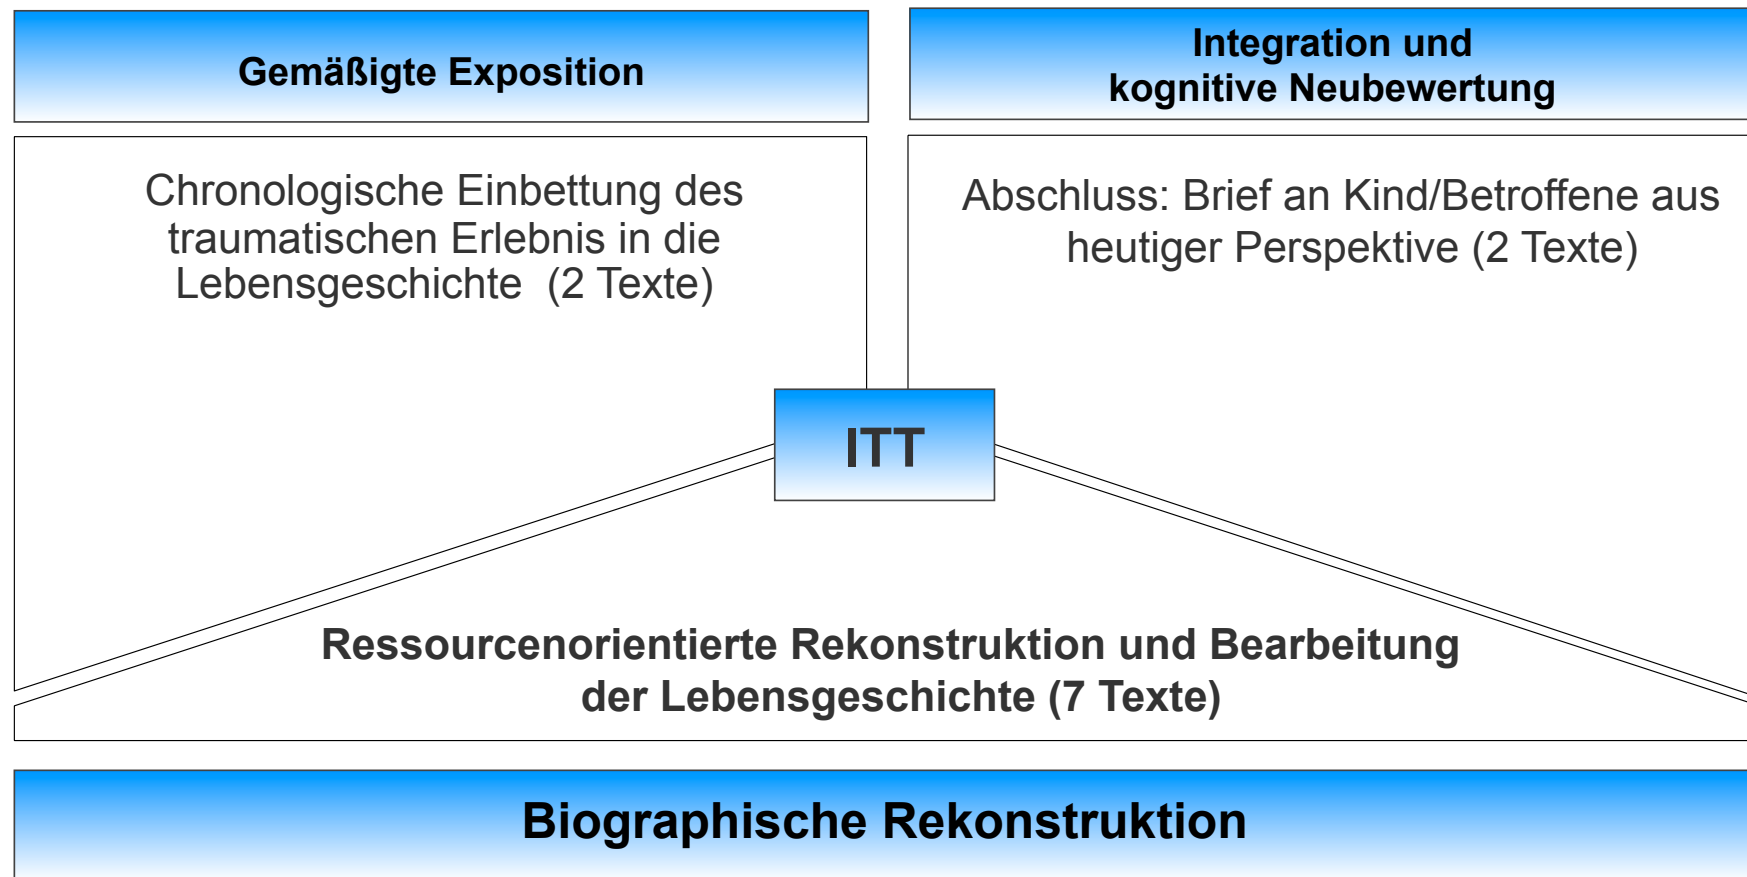 Gemäßigte Exposition
Integration und
kognitive Neubewertung
Chronologische Einbettung des
traumatischen Erlebnis in die
Lebensgeschichte (2 Texte)
Abschluss: Brief an Kind/Betroffene aus
heutiger Perspektive (2 Texte)
ITT
Ressourcenorientierte Rekonstruktion und Bearbeitung
der Lebensgeschichte (7 Texte)
Biographische Rekonstruktion